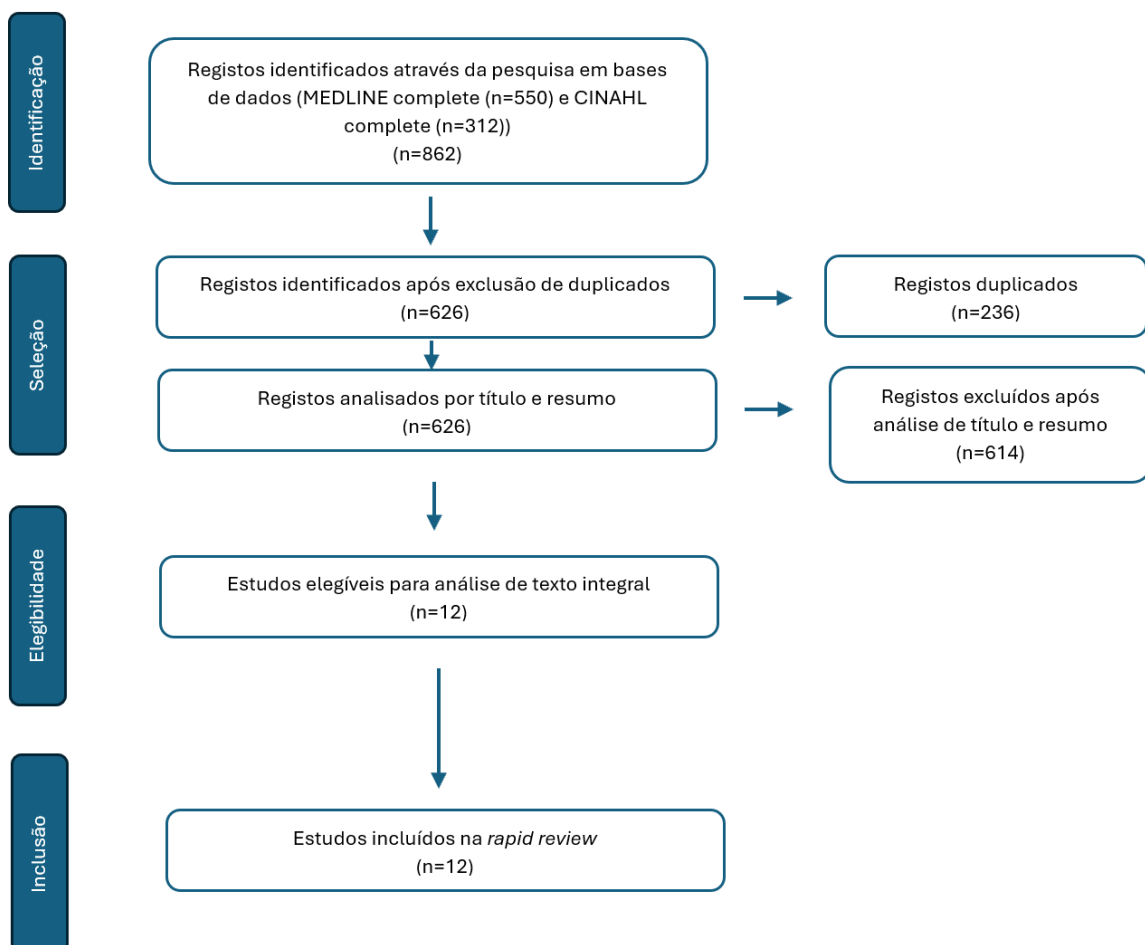 Identificação
Registos identificados através da pesquisa em bases
de dados (MEDLINE complete (n=550) e CINAHL
complete (n=312))
(n=862)
Seleção
Registos identificados após exclusão de duplicados
(n=626)
Registos duplicados
(n=236)
Registos analisados por título e resumo
(n=626)
Registos excluídos após
análise de título e resumo
(n=614)
Elegibilidade
Estudos elegíveis para análise de texto integral
(n=12)
Inclusão
Estudos incluídos na rapid review
(n=12)